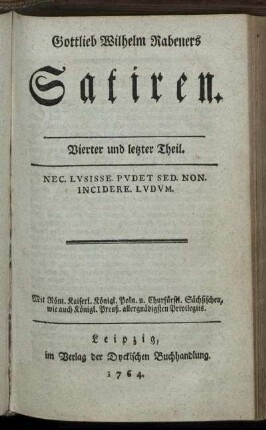 Gottlieb Wilhelm Rabeners
Satiren.
Vierter und letzter Theil.
NEC. LVSISSE. PVDET SED. NON.
INCIDERE. LVDVM.
Mit Röm. Kaiserl. Königl. Poln. u. Churfürstl. Sächsischen,
wie auch Königl. Preuß. allergnädigsten Privilegiis.
Leipzig,
im Verlag der Dyckischen Buchhandlung.
1764.